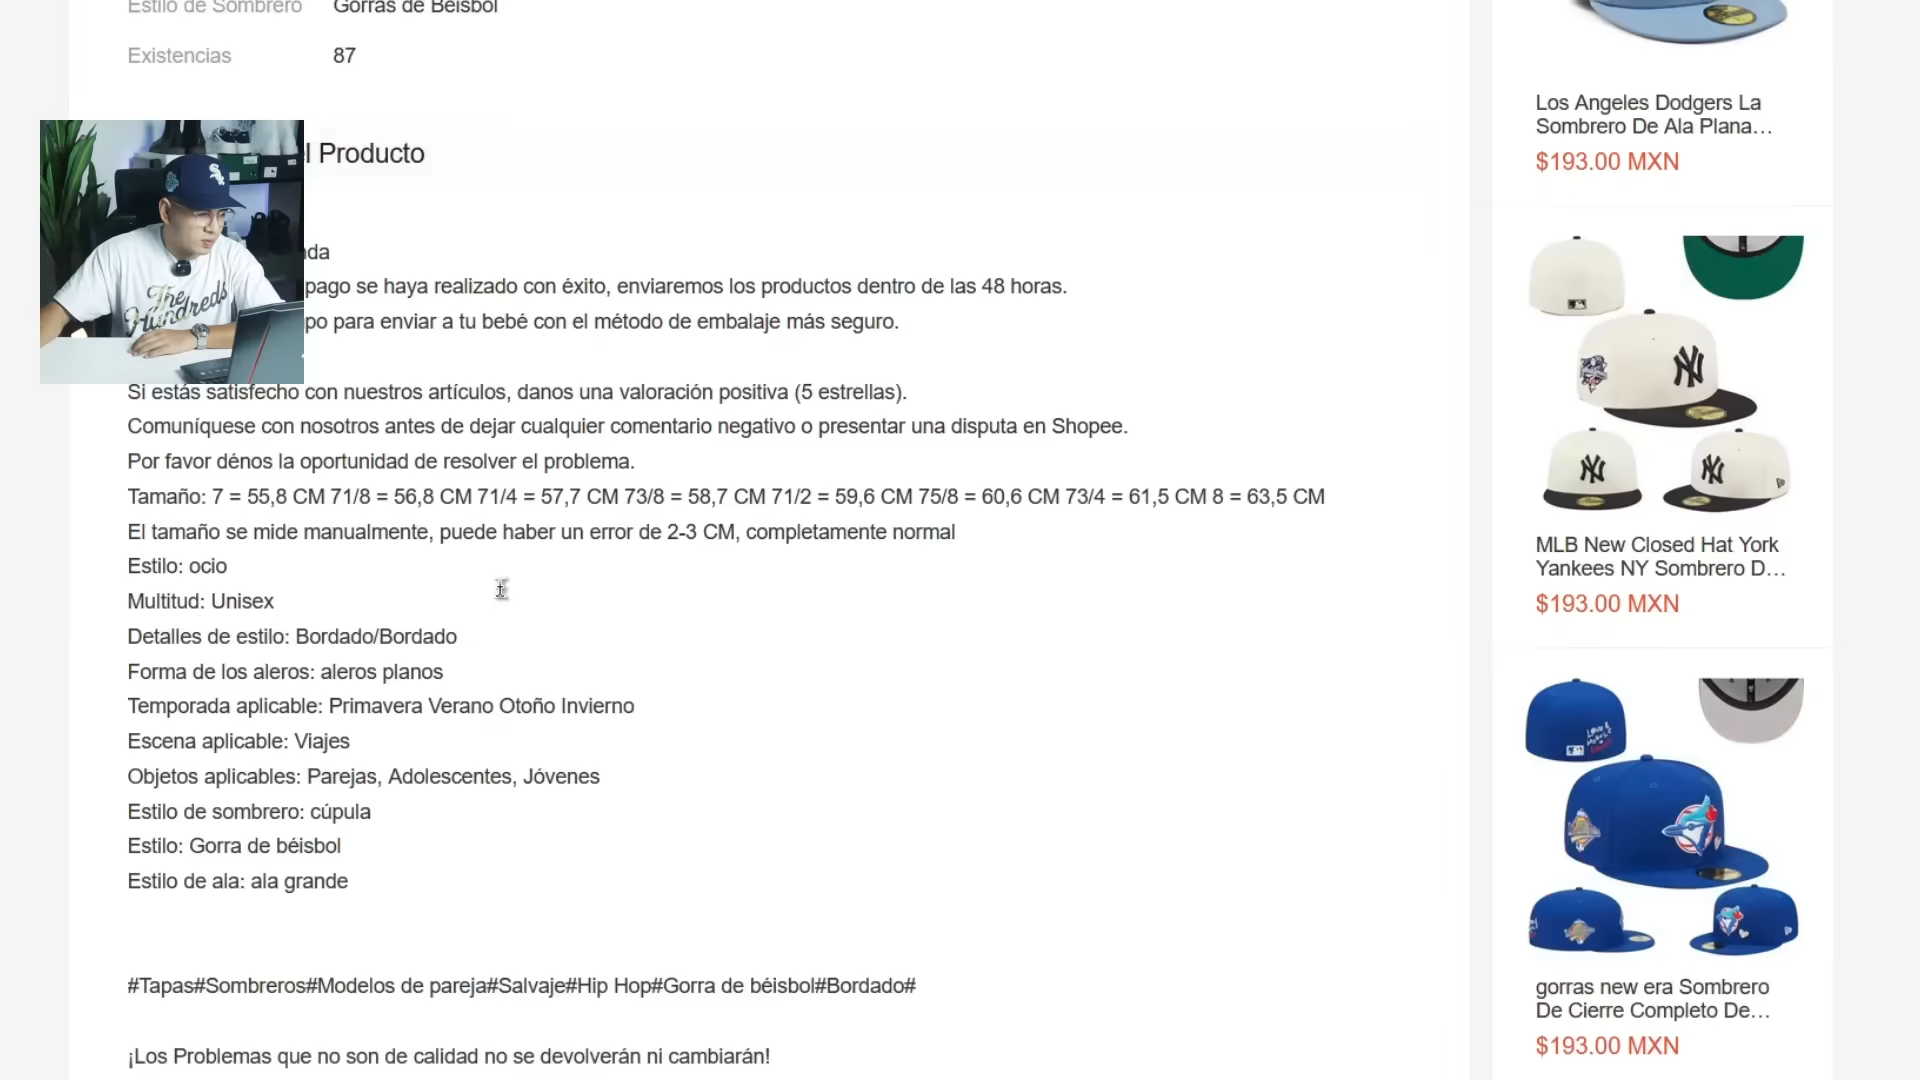 Estilo de Sombrero Gorras de Béisbol
Existencias 87
l Producto
nda
pago se haya realizado con éxito, enviaremos los productos dentro de las 48 horas.
po para enviar a tu bebé con el método de embalaje más seguro.
Si estás satisfecho con nuestros artículos, danos una valoración positiva (5 estrellas).
Comuníquese con nosotros antes de dejar cualquier comentario negativo o presentar una disputa en Shopee.
Por favor dénos la oportunidad de resolver el problema.
Tamaño: 7 = 55,8 CM 71/8 = 56,8 CM 71/4 = 57,7 CM 73/8 = 58,7 CM 71/2 = 59,6 CM 75/8 = 60,6 CM 73/4 = 61,5 CM 8 = 63,5 CM
El tamaño se mide manualmente, puede haber un error de 2-3 CM, completamente normal
Estilo: ocio
Multitud: Unisex
Detalles de estilo: Bordado/Bordado
Forma de los aleros: aleros planos
Temporada aplicable: Primavera Verano Otoño Invierno
Escena aplicable: Viajes
Objetos aplicables: Parejas, Adolescentes, Jóvenes
Estilo de sombrero: cúpula
Estilo: Gorra de béisbol
Estilo de ala: ala grande
#Tapas#Sombreros#Modelos de pareja#Salvaje#Hip Hop#Gorra de béisbol#Bordado#
¡Los Problemas que no son de calidad no se devolverán ni cambiarán!
The
Hundreds
Los Angeles Dodgers La
Sombrero De Ala Plana…
$193.00 MXN
NY
NY
NY
MLB New Closed Hat York
Yankees NY Sombrero D…
$193.00 MXN
gorras new era Sombrero
De Cierre Completo De…
$193.00 MXN